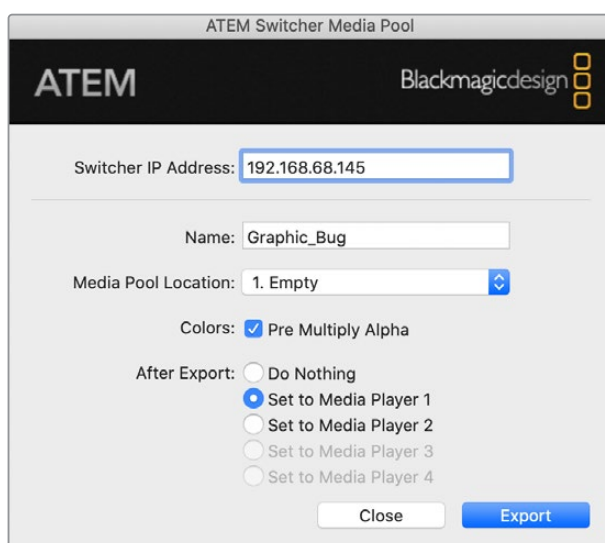 ATEM Switcher Media Pool
ATEM
Blackmagicdesign
Switcher IP Address: 192.168.68.145
Name: Graphic_Bug
Media Pool Location: 1. Empty
Colors: Pre Multiply Alpha
After Export: Do Nothing
Set to Media Player 1
Set to Media Player 2
Set to Media Player 3
Set to Media Player 4
Close Export